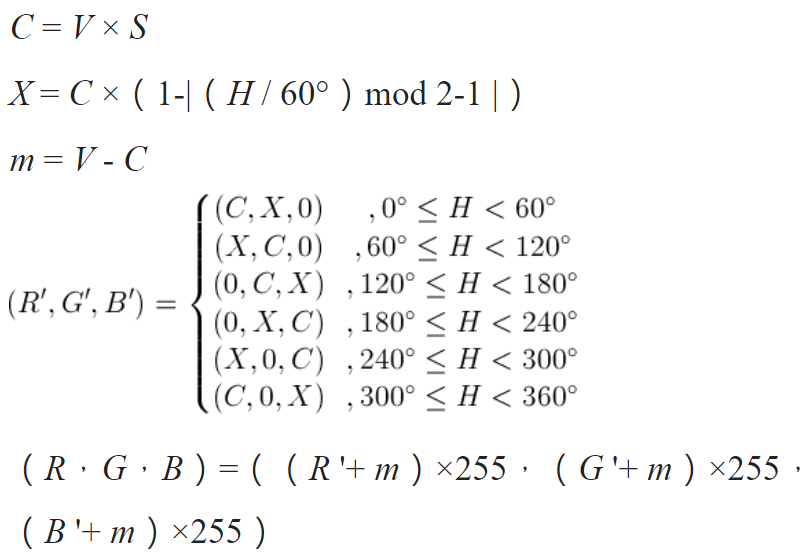 C = V × S
X = C × ( 1-| ( H / 60° ) mod 2-1 | )
m = V - C
(C, X, 0) , 0° ≤ H < 60°
(X, C, 0) , 60° ≤ H < 120°
(0, C, X) , 120° ≤ H < 180°
(R′, G′, B′) =
(0, X, C) , 180° ≤ H < 240°
(X, 0, C) , 240° ≤ H < 300°
(C, 0, X) , 300° ≤ H < 360°
( R , G , B ) = ( ( R '+ m ) ×255 , ( G '+ m ) ×255 ,
( B '+ m ) ×255 )